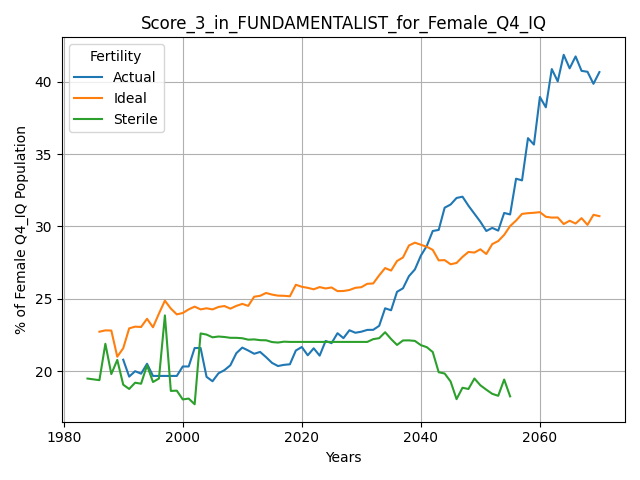 Score_3_in_FUNDAMENTALIST_for_Female_Q4_IQ
Fertility
Actual
Ideal
Sterile
% of Female Q4_IQ Population
40
35
30
25
20
1980
2000
2020
2040
2060
Years